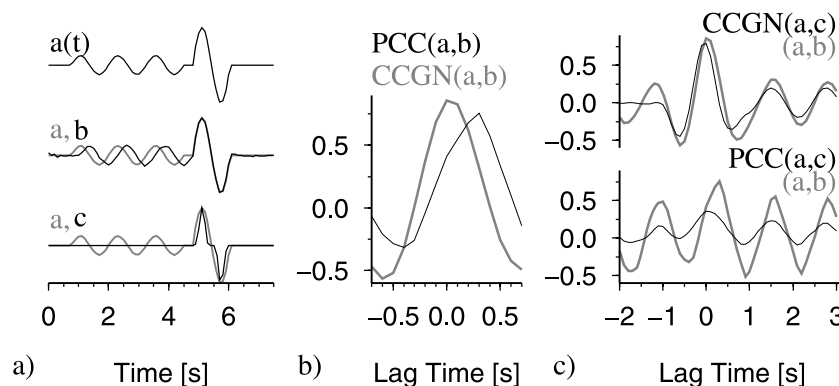 a(t)
a, b
a, c
0 2 4 6
Time [s]
a)
PCC(a,b)
CCGN(a,b)
0.5
0.0
−0.5
−0.5 0.0 0.5
Lag Time [s]
b)
CCGN(a,c)
(a,b)
0.5
0.0
−0.5
PCC(a,c)
(a,b)
0.5
0.0
−0.5
−2 −1 0 1 2 3
Lag Time [s]
c)